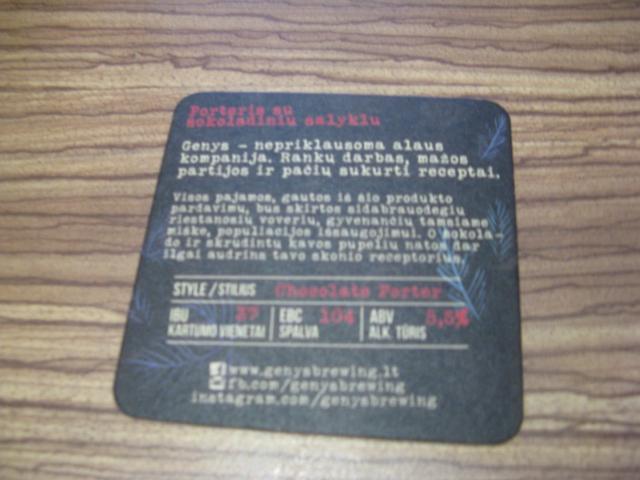 Porteris su
šokoladiniu salyklu
Genys – nepriklausoma alaus
kompanija. Rankų darbas, mažos
partijos ir pačių sukurti receptai.
Visos pajamos, gautos iš šio produkto
pardavimų, bus skirtos sidabrauodegių
riestanosių voverių, gyvenančių tamsiame
miške, populiacijos išsaugojimui. O šokola-
do ir skrudintų kavos pupelių natos dar
ilgai audrina tavo skonio receptorius.
STYLE/STILIUS Chocolate Porter
IBU 37 EBC 104 ABV 5,5%
KARTUMO VIENETAI SPALVA ALK. TŪRIS
www.genysbrewing.lt
fb.com/genysbrewing
instagram.com/genysbrewing